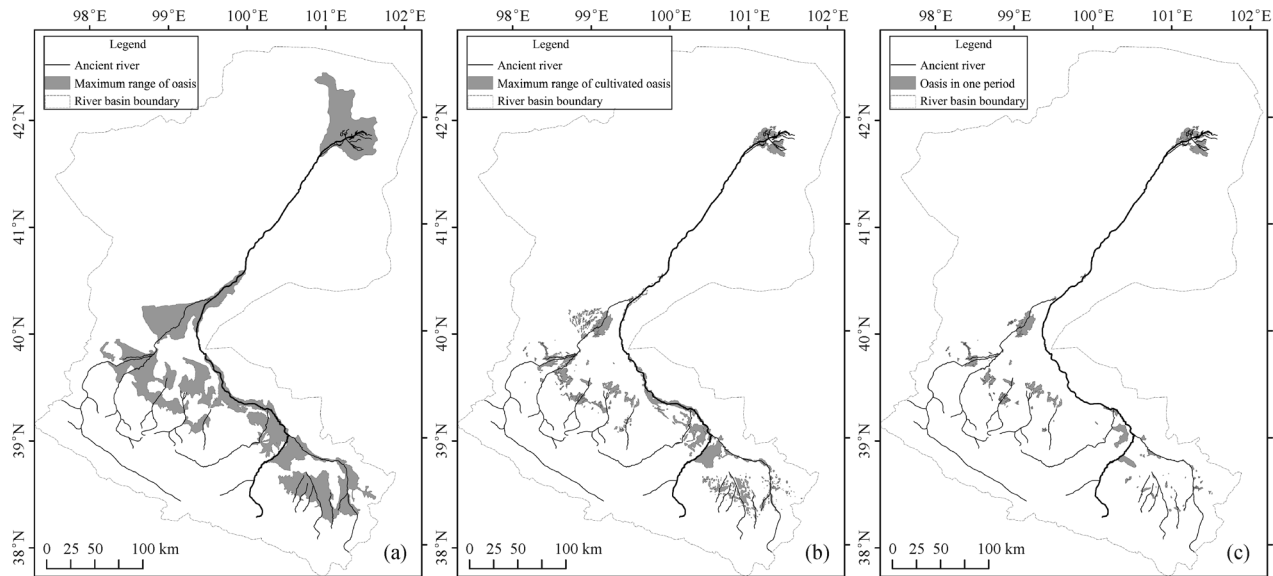 98°E 99°E 100°E 101°E 102°E
Legend
Ancient river
Maximum range of oasis
River basin boundary
42°N
41°N
40°N
39°N
38°N
0 25 50 100 km
(a)
98°E 99°E 100°E 101°E 102°E
Legend
Ancient river
Maximum range of cultivated oasis
River basin boundary
42°N
41°N
40°N
39°N
38°N
0 25 50 100 km
(b)
98°E 99°E 100°E 101°E 102°E
Legend
Ancient river
Oasis in one period
River basin boundary
42°N
41°N
40°N
39°N
38°N
0 25 50 100 km
(c)